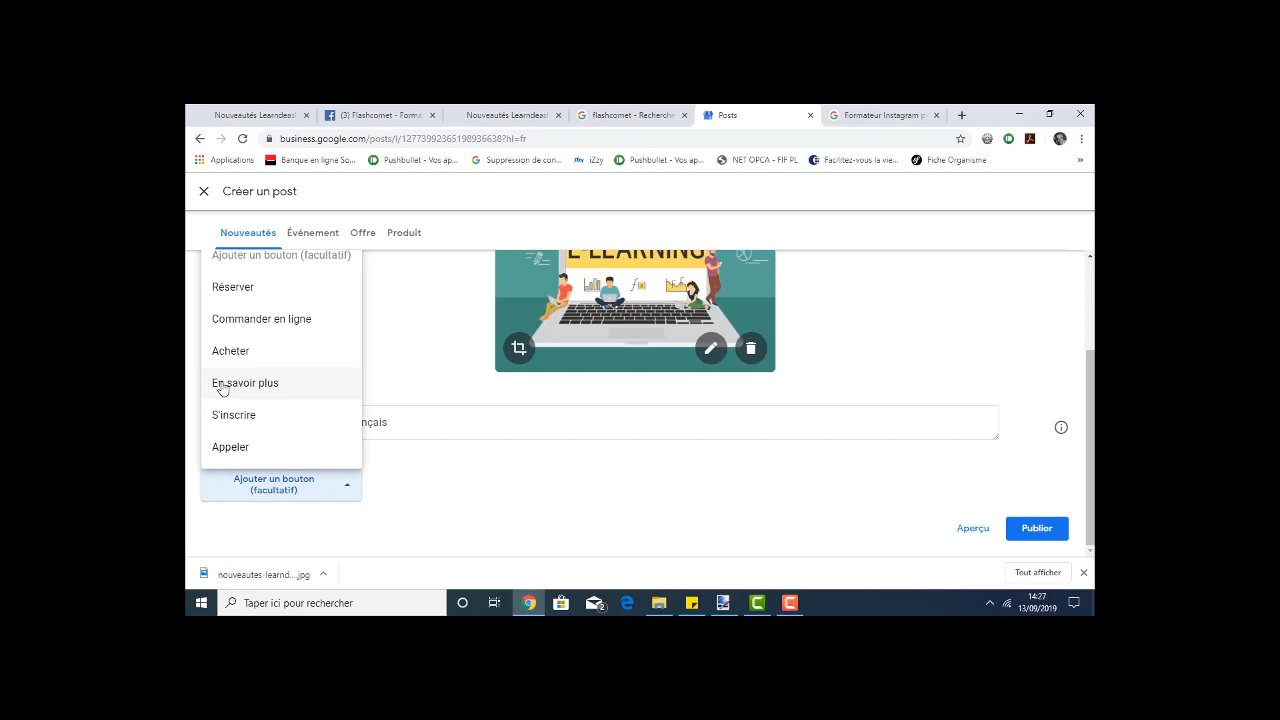 Nouveautés Learndeasl
(3) Flashcomet - Forma
Nouveautés Learndeasl
flashcomet - Recherche
Posts
Formateur Instagram p
business.google.com/posts/l/12773992365198936638?hl=fr
Applications
Banque en ligne So...
Pushbullet - Vos ap...
Suppression de con...
iZzy
Pushbullet - Vos ap...
NET OPCA - FIF PL
Facilitez-vous la vie...
Fiche Organisme
»
Créer un post
Nouveautés
Événement
Offre
Produit
Ajouter un bouton (facultatif)
Réserver
Commander en ligne
Acheter
En savoir plus
S'inscrire
Appeler
E-LEARNING
f(x)
nçais
Ajouter un bouton
(facultatif)
Aperçu
Publier
nouveautes-learnd....jpg
Tout afficher
Taper ici pour rechercher
2
14:27
13/09/2019